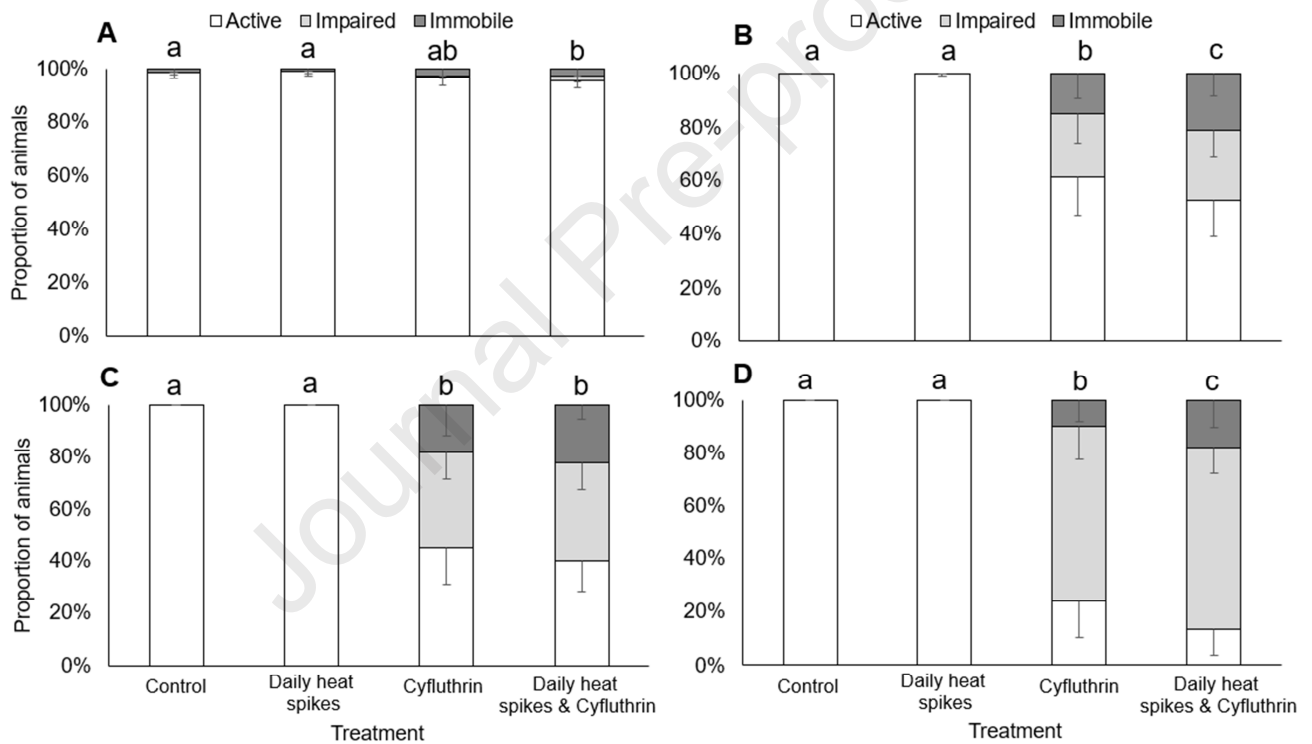 Active Impaired Immobile
A
a a ab b
100%
80%
60%
40%
20%
0%
Proportion of animals
Active Impaired Immobile
B
a a b c
100%
80%
60%
40%
20%
0%
C
a a b b
100%
80%
60%
40%
20%
0%
Proportion of animals
Control
Daily heat
spikes
Cyfluthrin
Daily heat
spikes & Cyfluthrin
Treatment
D
a a b c
100%
80%
60%
40%
20%
0%
Control
Daily heat
spikes
Cyfluthrin
Daily heat
spikes & Cyfluthrin
Treatment
Journal Pre-proo